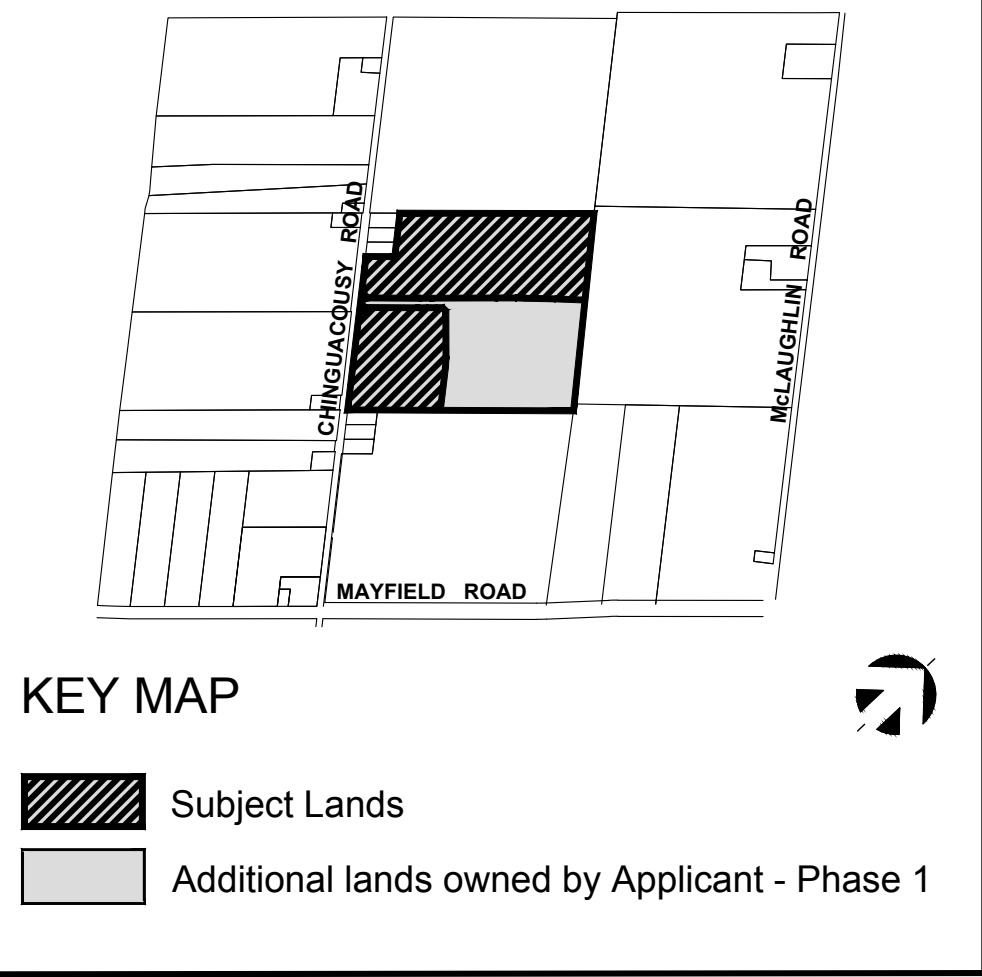 CHINGUACOUSY ROAD
McLAUGHLIN ROAD
MAYFIELD ROAD
KEY MAP
Subject Lands
Additional lands owned by Applicant - Phase 1